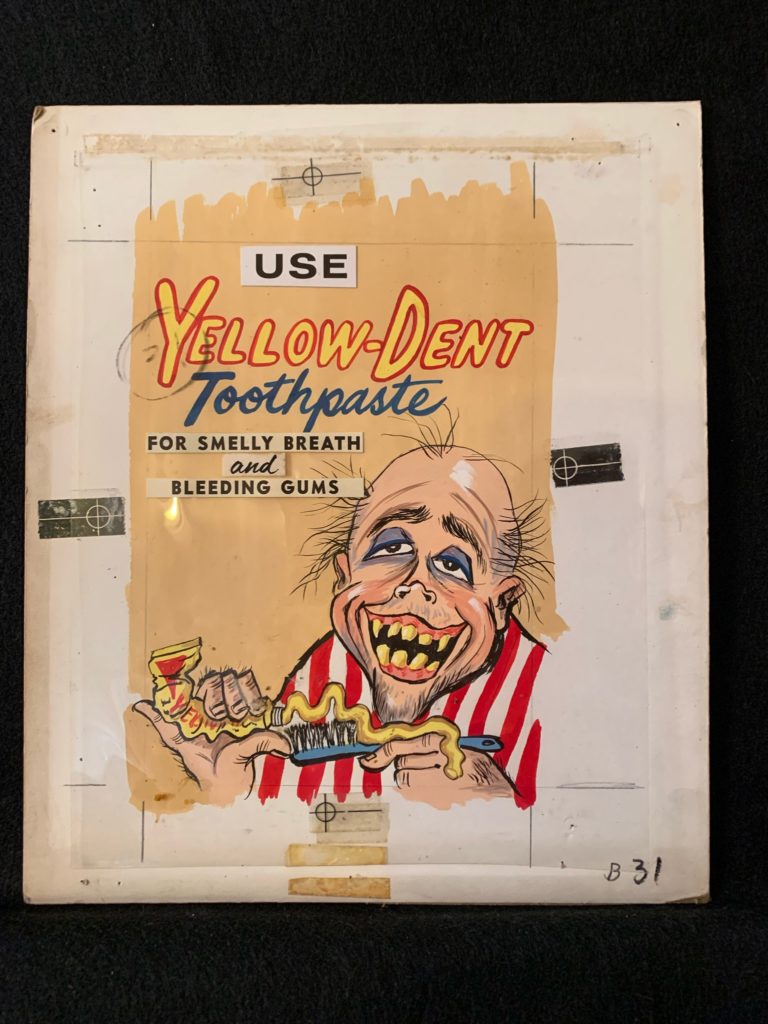 USE
YELLOW-DENT
Toothpaste
FOR SMELLY BREATH
and
BLEEDING GUMS
B 31